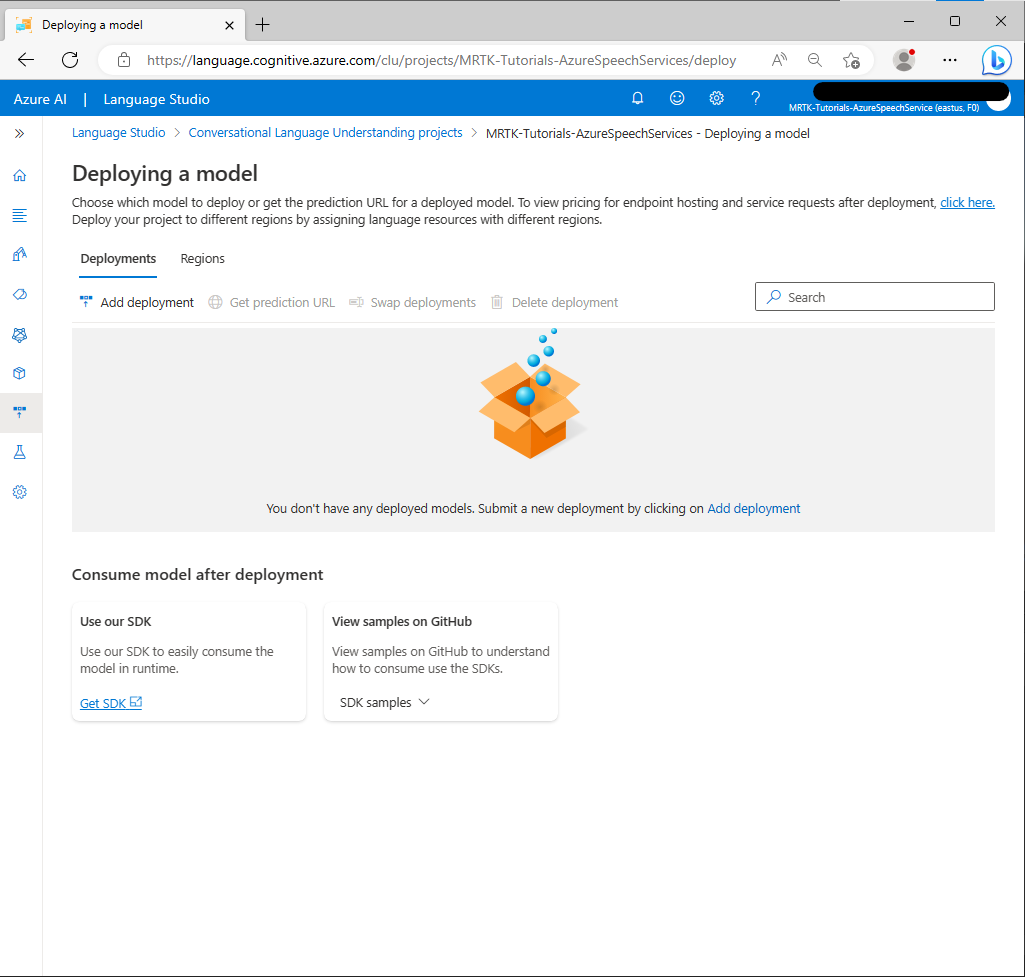 Deploying a model
https://language.cognitive.azure.com/clu/projects/MRTK-Tutorials-AzureSpeechServices/deploy
Azure AI | Language Studio
MRTK-Tutorials-AzureSpeechService (eastus, F0)
Language Studio > Conversational Language Understanding projects > MRTK-Tutorials-AzureSpeechServices - Deploying a model
Deploying a model
Choose which model to deploy or get the prediction URL for a deployed model. To view pricing for endpoint hosting and service requests after deployment, click here.
Deploy your project to different regions by assigning language resources with different regions.
Deployments Regions
Add deployment Get prediction URL Swap deployments Delete deployment Search
You don't have any deployed models. Submit a new deployment by clicking on Add deployment
Consume model after deployment
Use our SDK
Use our SDK to easily consume the
model in runtime.
Get SDK
View samples on GitHub
View samples on GitHub to understand
how to consume use the SDKs.
SDK samples